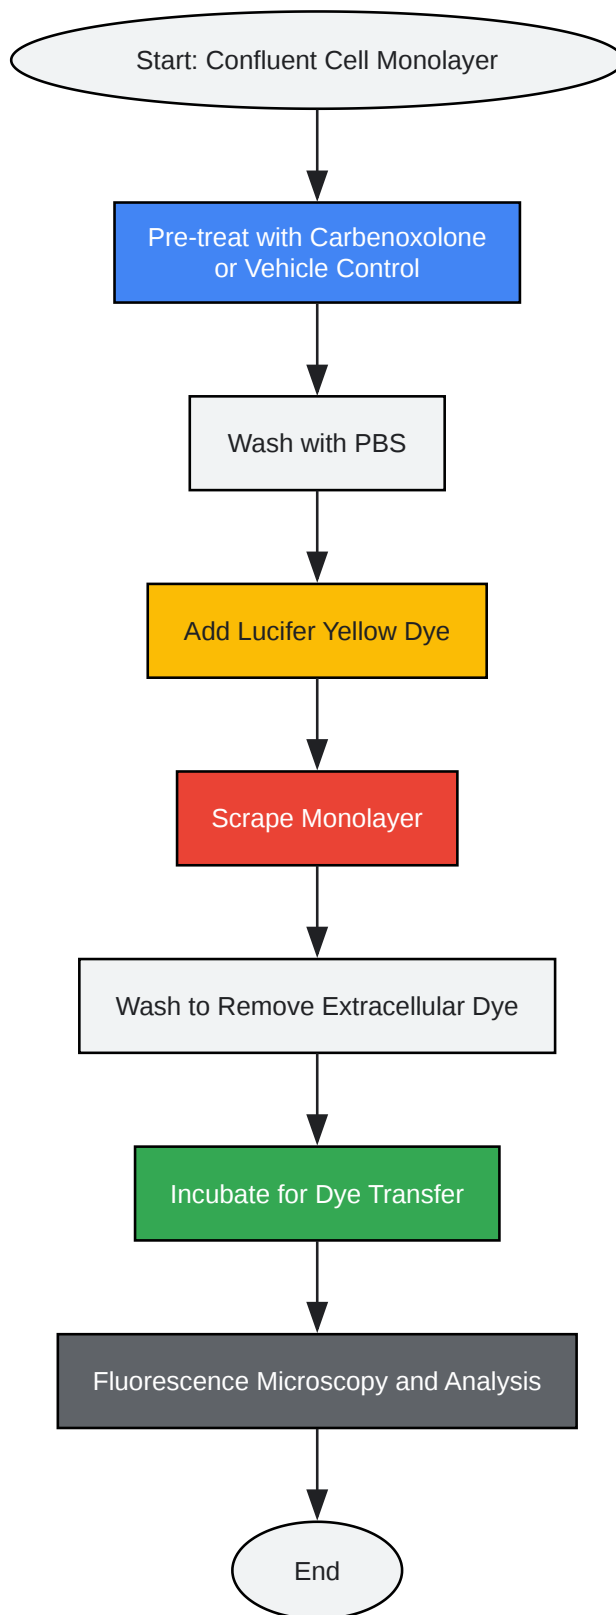 Start: Confluent Cell Monolayer
Pre-treat with Carbenoxolone
or Vehicle Control
Wash with PBS
Add Lucifer Yellow Dye
Scrape Monolayer
Wash to Remove Extracellular Dye
Incubate for Dye Transfer
Fluorescence Microscopy and Analysis
End